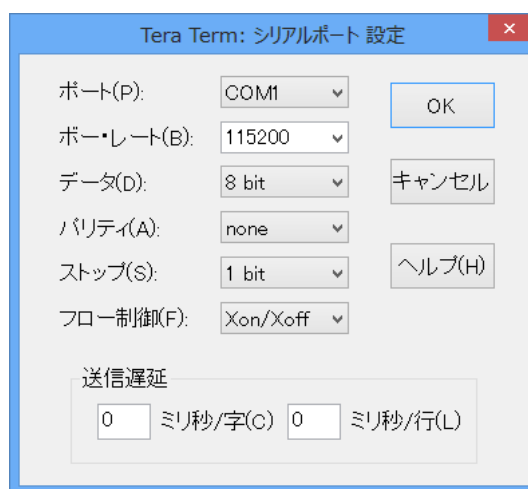 Tera Term: シリアルポート 設定
×
ポート(P): COM1
OK
ボー・レート(B): 115200
データ(D): 8 bit
キャンセル
パリティ(A): none
ストップ(S): 1 bit
ヘルプ(H)
フロー制御(F): Xon/Xoff
送信遅延
0 ミリ秒/字(C) 0 ミリ秒/行(L)